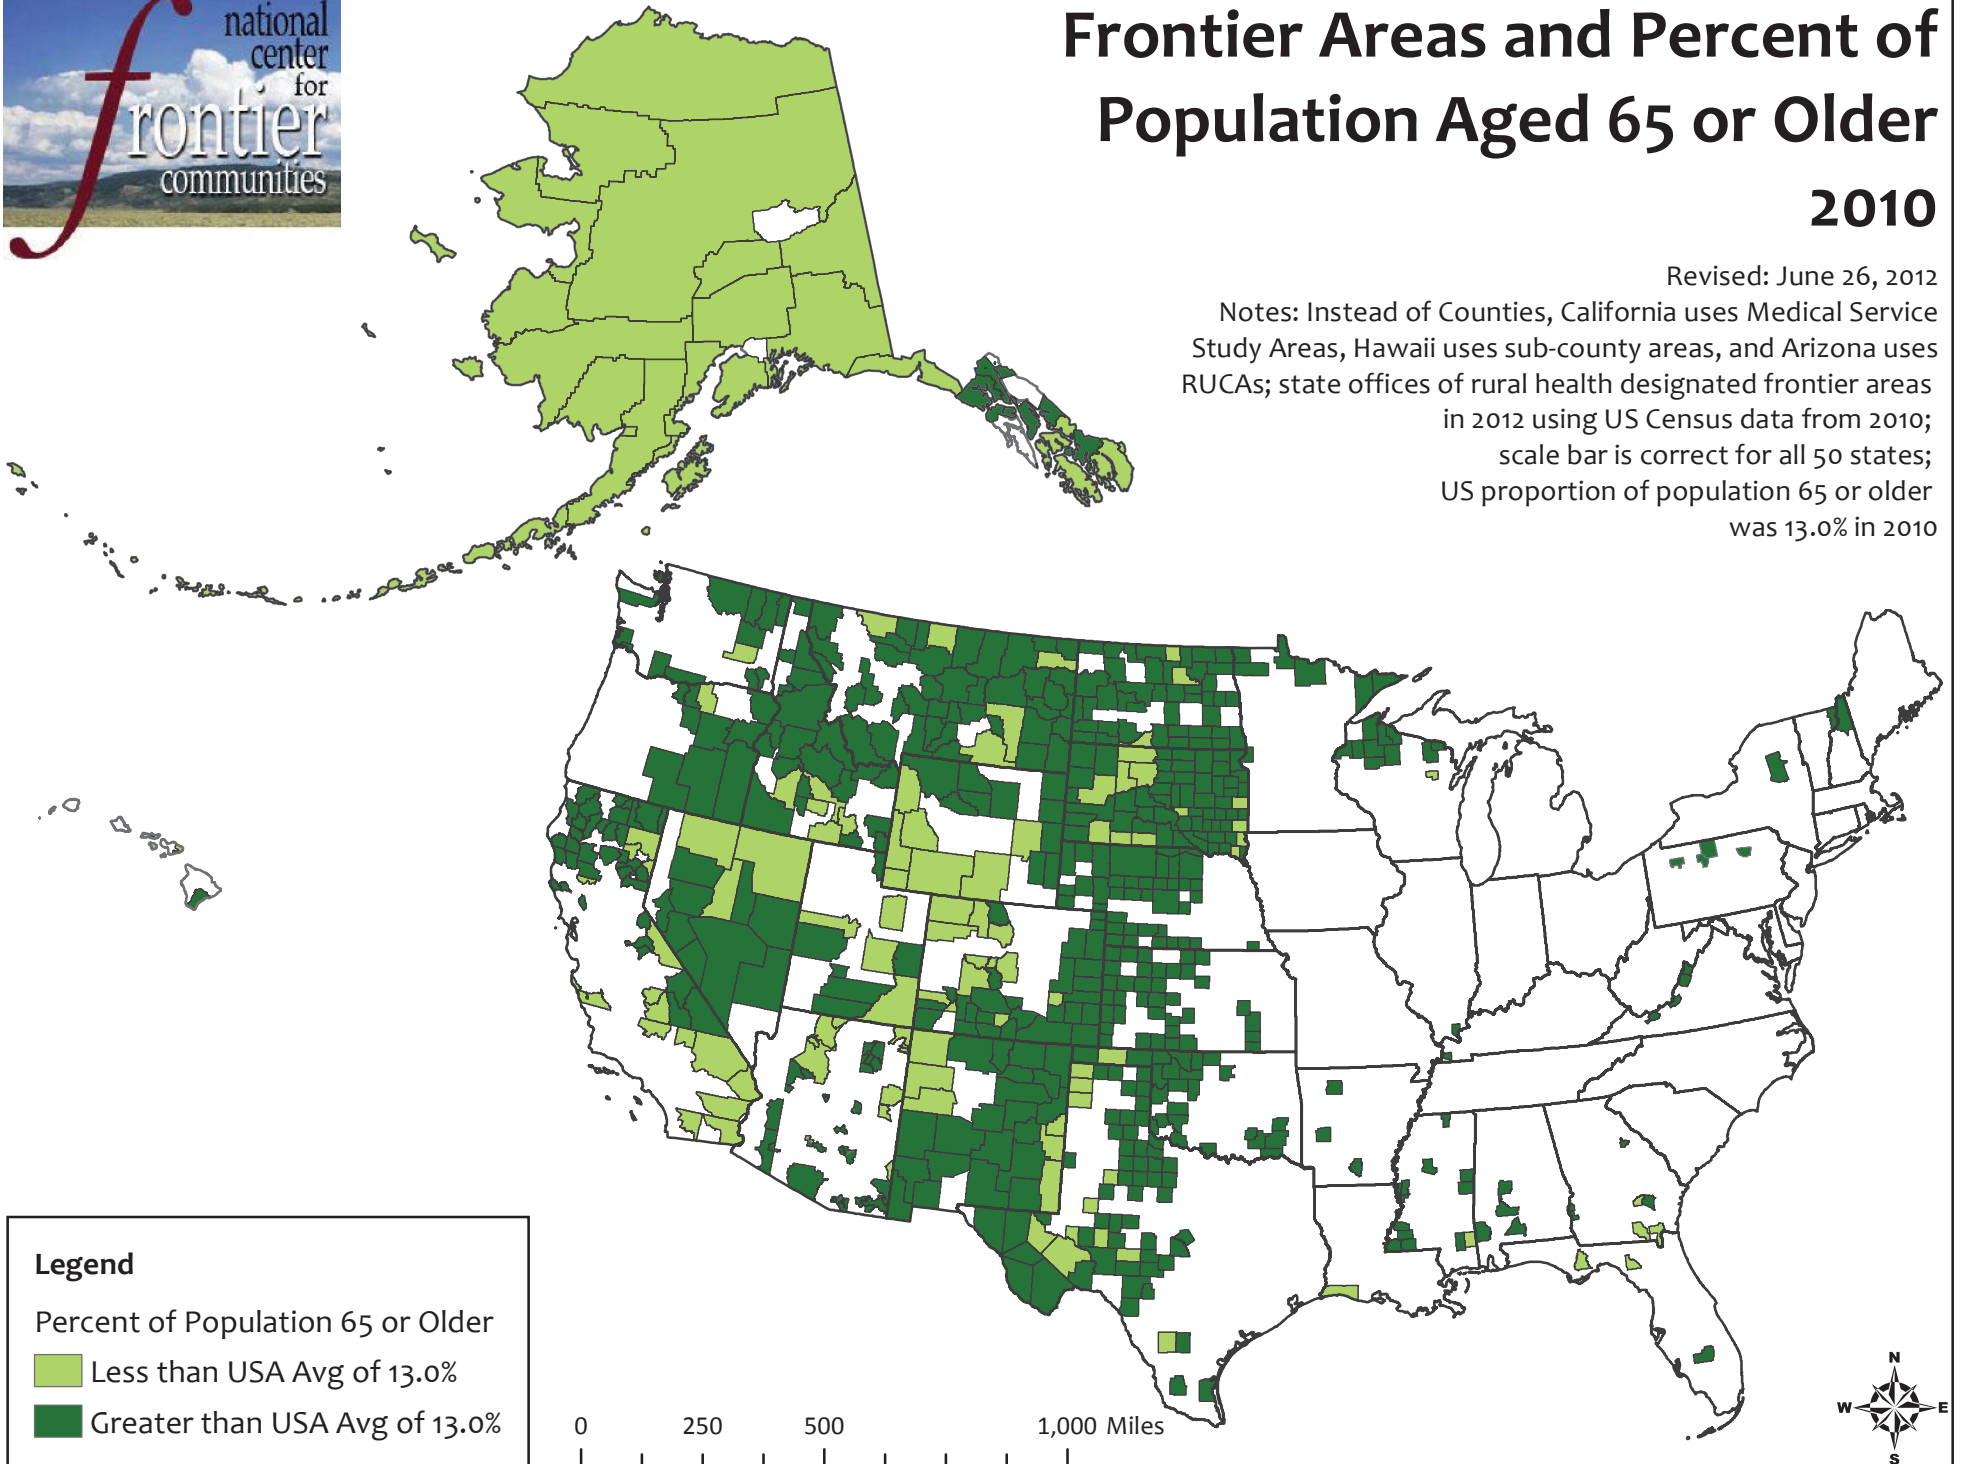 national
center
for
frontier
communities
Frontier Areas and Percent of
Population Aged 65 or Older
2010
Revised: June 26, 2012
Notes: Instead of Counties, California uses Medical Service
Study Areas, Hawaii uses sub-county areas, and Arizona uses
RUCAs; state offices of rural health designated frontier areas
in 2012 using US Census data from 2010;
scale bar is correct for all 50 states;
US proportion of population 65 or older
was 13.0% in 2010
Legend
Percent of Population 65 or Older
Less than USA Avg of 13.0%
Greater than USA Avg of 13.0%
0 250 500 1,000 Miles
N
W E
S